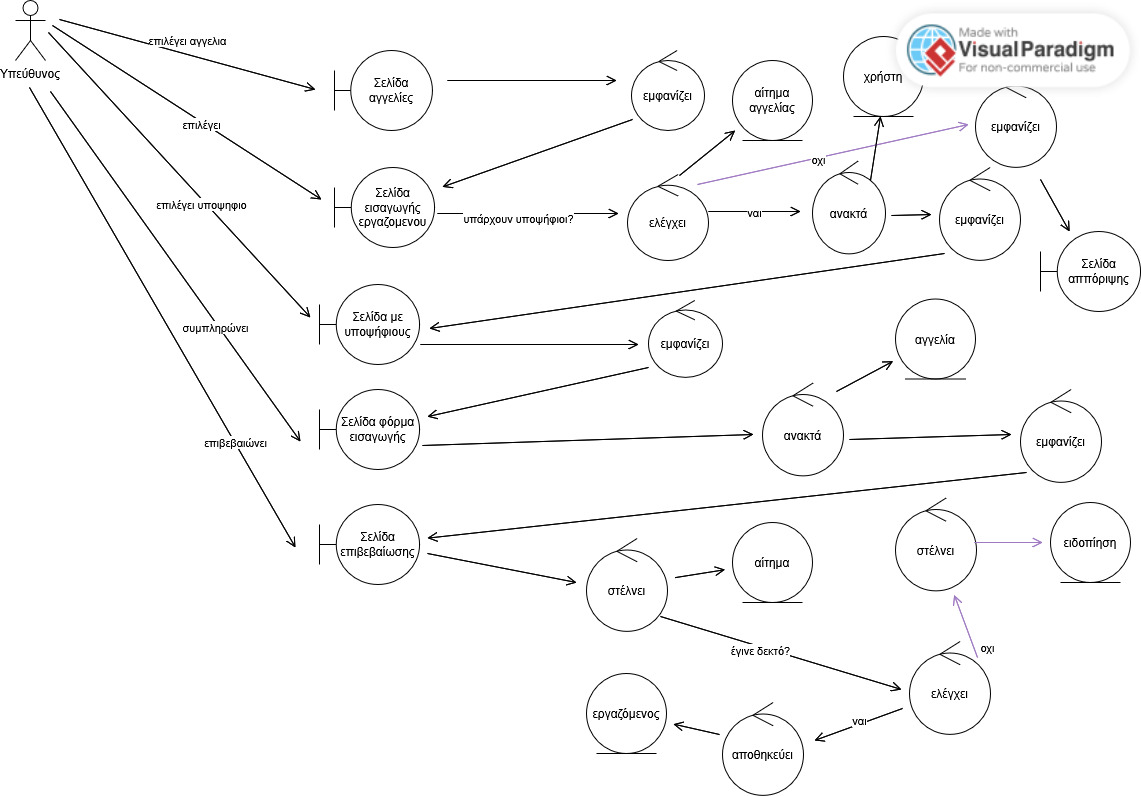 Made with
Visual Paradigm
For non-commercial use
Υπεύθυνος
επιλέγει αγγελια
Σελίδα
αγγελίες
εμφανίζει
αίτημα
αγγελίας
χρήστη
εμφανίζει
επιλέγει
οχι
Σελίδα
εισαγωγής
εργαζομενου
υπάρχουν υποψήφιοι?
ελέγχει
ναι
ανακτά
εμφανίζει
επιλέγει υποψηφιο
Σελίδα
αππόριψης
Σελίδα με
υποψήφιους
εμφανίζει
αγγελία
συμπληρώνει
Σελίδα φόρμα
εισαγωγής
ανακτά
εμφανίζει
επιβεβαιώνει
Σελίδα
επιβεβαίωσης
στέλνει
αίτημα
στέλνει
ειδοπίηση
έγινε δεκτό?
οχι
ελέγχει
ναι
εργαζόμενος
αποθηκεύει